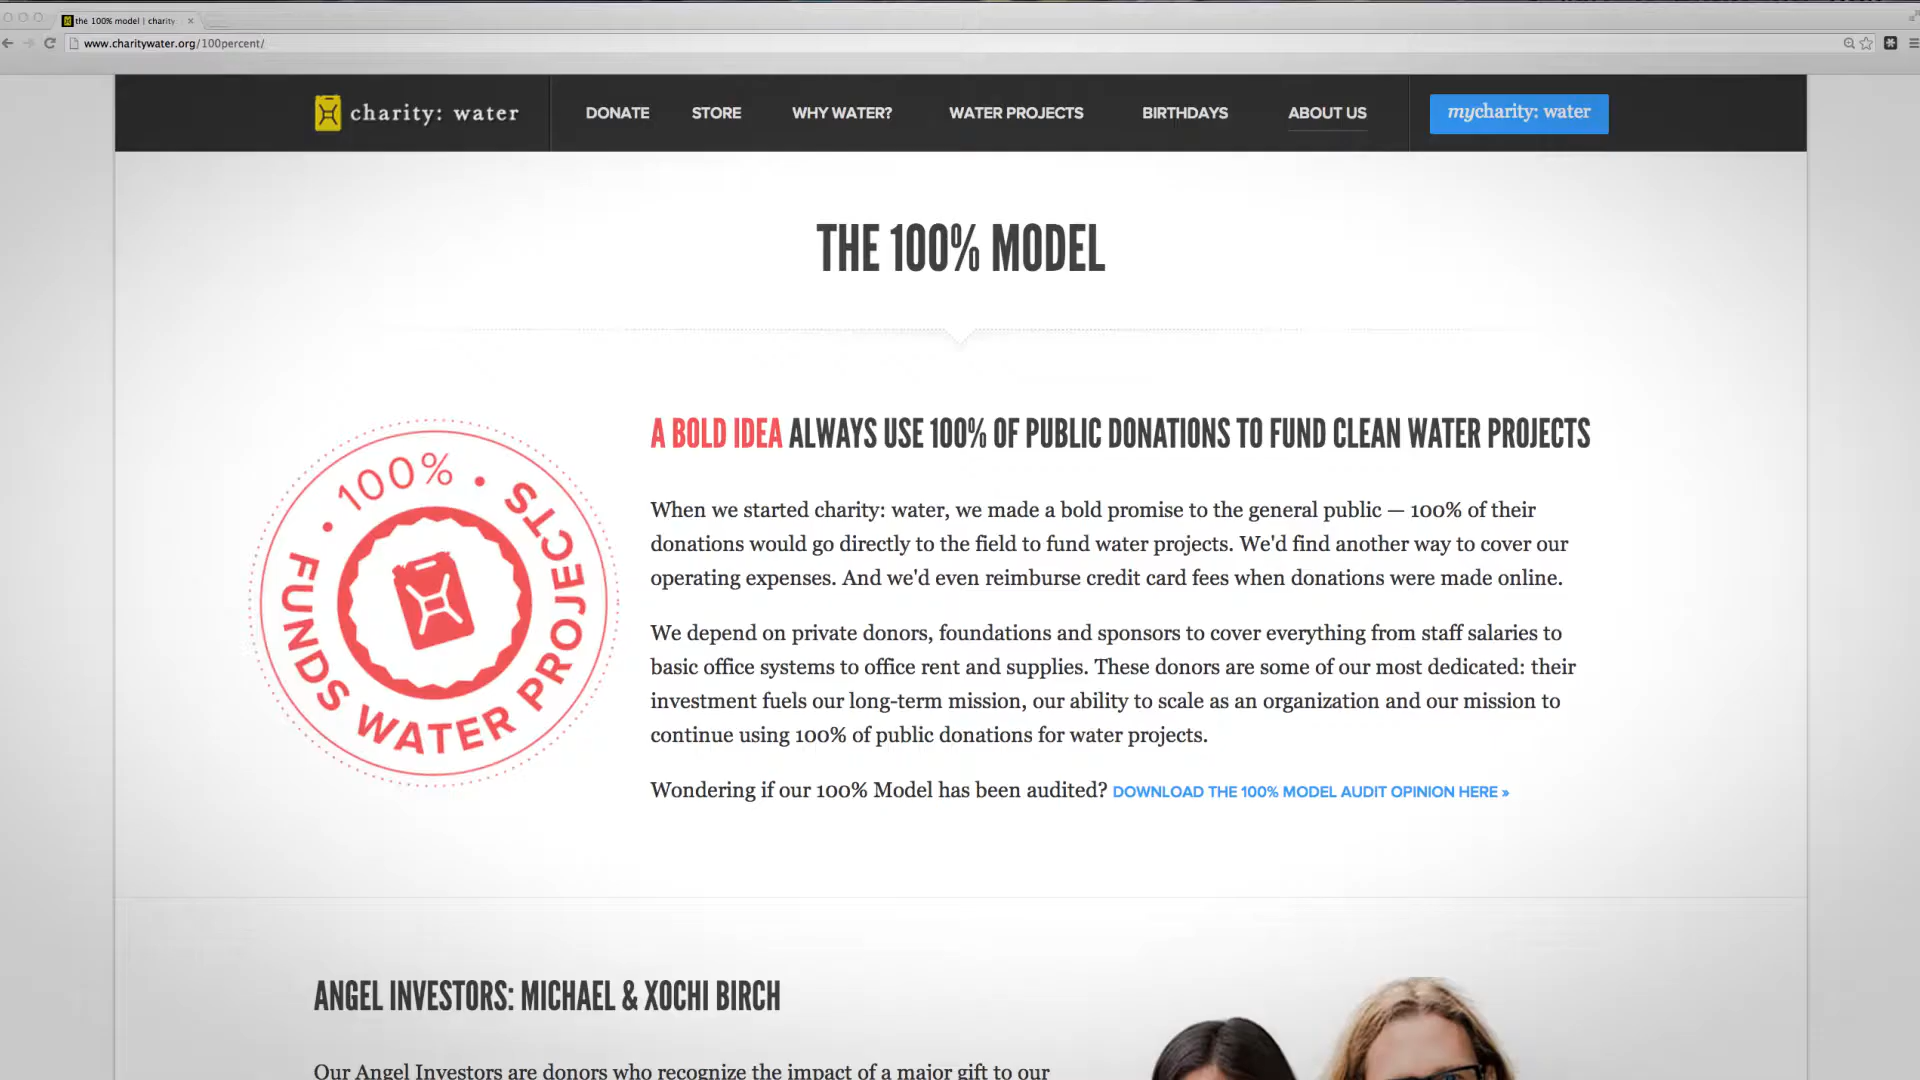 the 100% model | charity:
www.charitywater.org/100percent/
charity: water
DONATE
STORE
WHY WATER?
WATER PROJECTS
BIRTHDAYS
ABOUT US
mycharity: water
THE 100% MODEL
• 100% •
FUNDS WATER PROJECTS
A BOLD IDEA ALWAYS USE 100% OF PUBLIC DONATIONS TO FUND CLEAN WATER PROJECTS
When we started charity: water, we made a bold promise to the general public — 100% of their
donations would go directly to the field to fund water projects. We'd find another way to cover our
operating expenses. And we'd even reimburse credit card fees when donations were made online.
We depend on private donors, foundations and sponsors to cover everything from staff salaries to
basic office systems to office rent and supplies. These donors are some of our most dedicated: their
investment fuels our long-term mission, our ability to scale as an organization and our mission to
continue using 100% of public donations for water projects.
Wondering if our 100% Model has been audited? DOWNLOAD THE 100% MODEL AUDIT OPINION HERE »
ANGEL INVESTORS: MICHAEL & XOCHI BIRCH
Our Angel Investors are donors who recognize the impact of a major gift to our